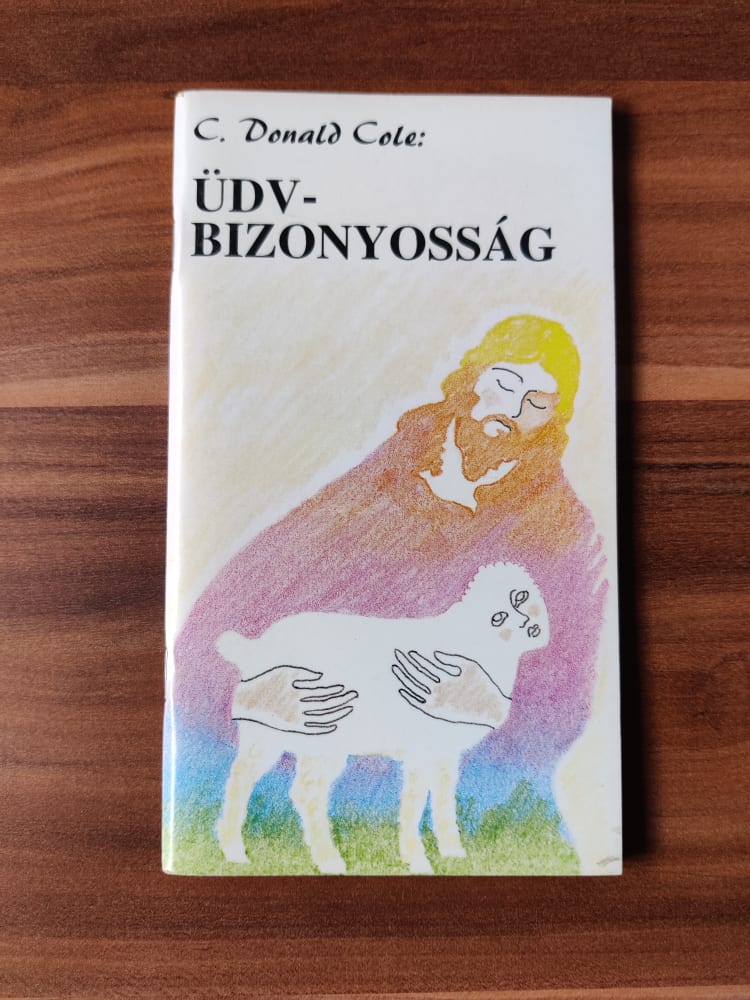 C. Donald Cole:
ÜDV-
BIZONYOSSÁG